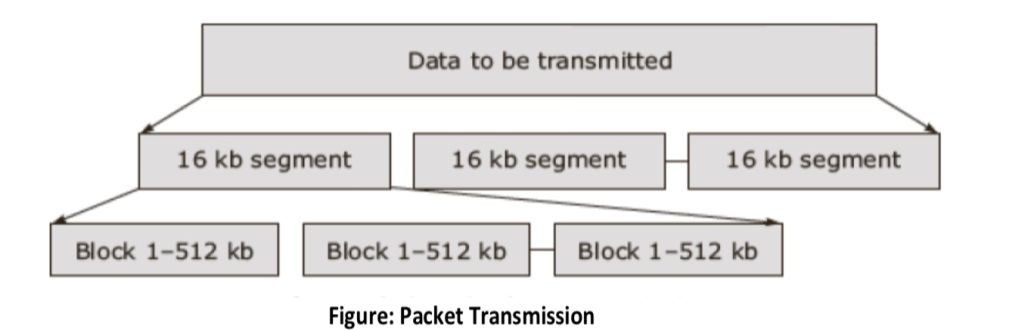 Data to be transmitted
16 kb segment
16 kb segment
16 kb segment
Block 1–512 kb
Block 1–512 kb
Block 1–512 kb
Figure: Packet Transmission